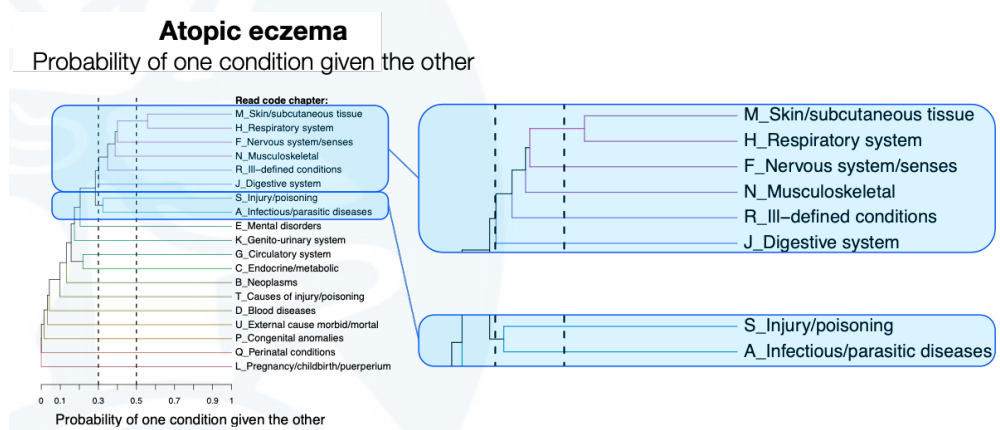 Atopic eczema
Probability of one condition given the other
Read code chapter:
M_Skin/subcutaneous tissue
H_Respiratory system
F_Nervous system/senses
N_Musculoskeletal
R_Ill–defined conditions
J_Digestive system
S_Injury/poisoning
A_Infectious/parasitic diseases
E_Mental disorders
K_Genito-urinary system
G_Circulatory system
C_Endocrine/metabolic
B_Neoplasms
T_Causes of injury/poisoning
D_Blood diseases
U_External cause morbid/mortal
P_Congenital anomalies
Q_Perinatal conditions
L_Pregnancy/childbirth/puerperium
0 0.1 0.3 0.5 0.7 0.9 1
Probability of one condition given the other
M_Skin/subcutaneous tissue
H_Respiratory system
F_Nervous system/senses
N_Musculoskeletal
R_Ill–defined conditions
J_Digestive system
S_Injury/poisoning
A_Infectious/parasitic diseases